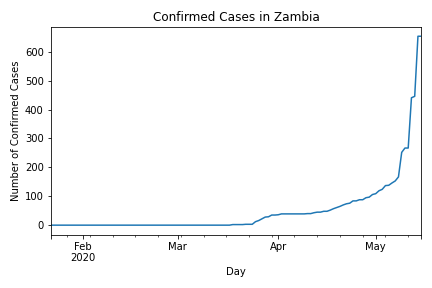 Confirmed Cases in Zambia
Number of Confirmed Cases
600
500
400
300
200
100
0
Feb
2020
Mar
Apr
May
Day